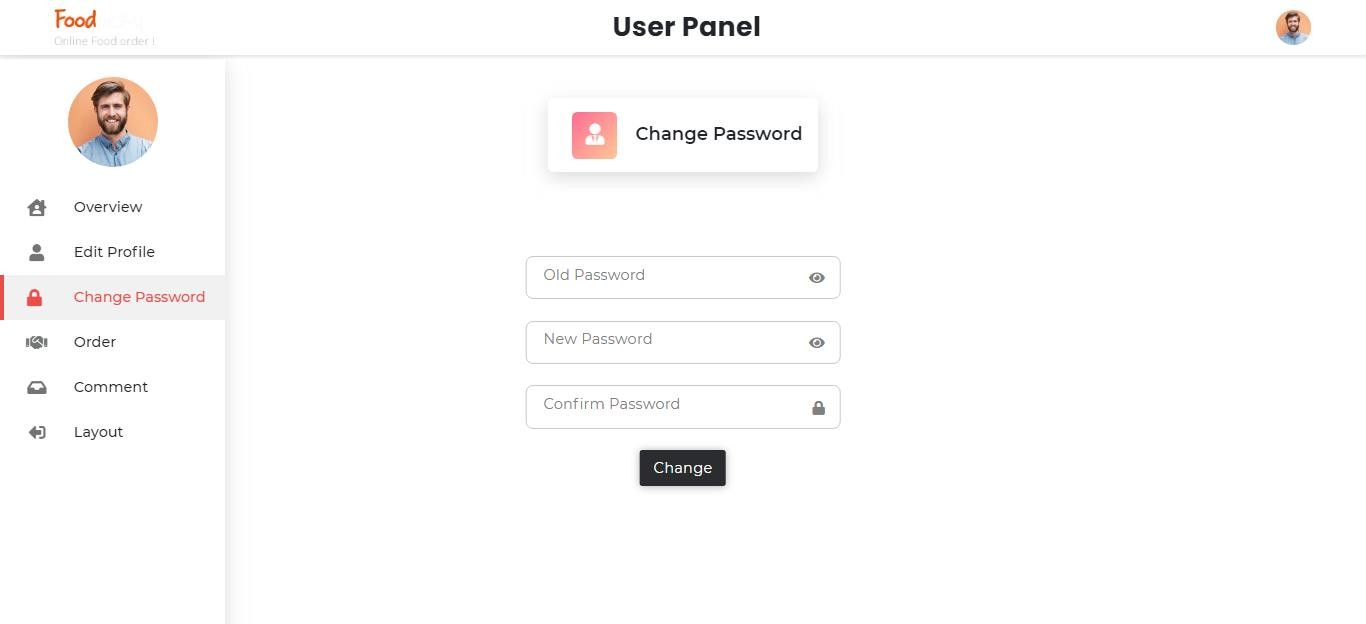 Food
User Panel
Online Food order !
Overview
Edit Profile
Change Password
Order
Comment
Layout
Change Password
Old Password
New Password
Confirm Password
Change